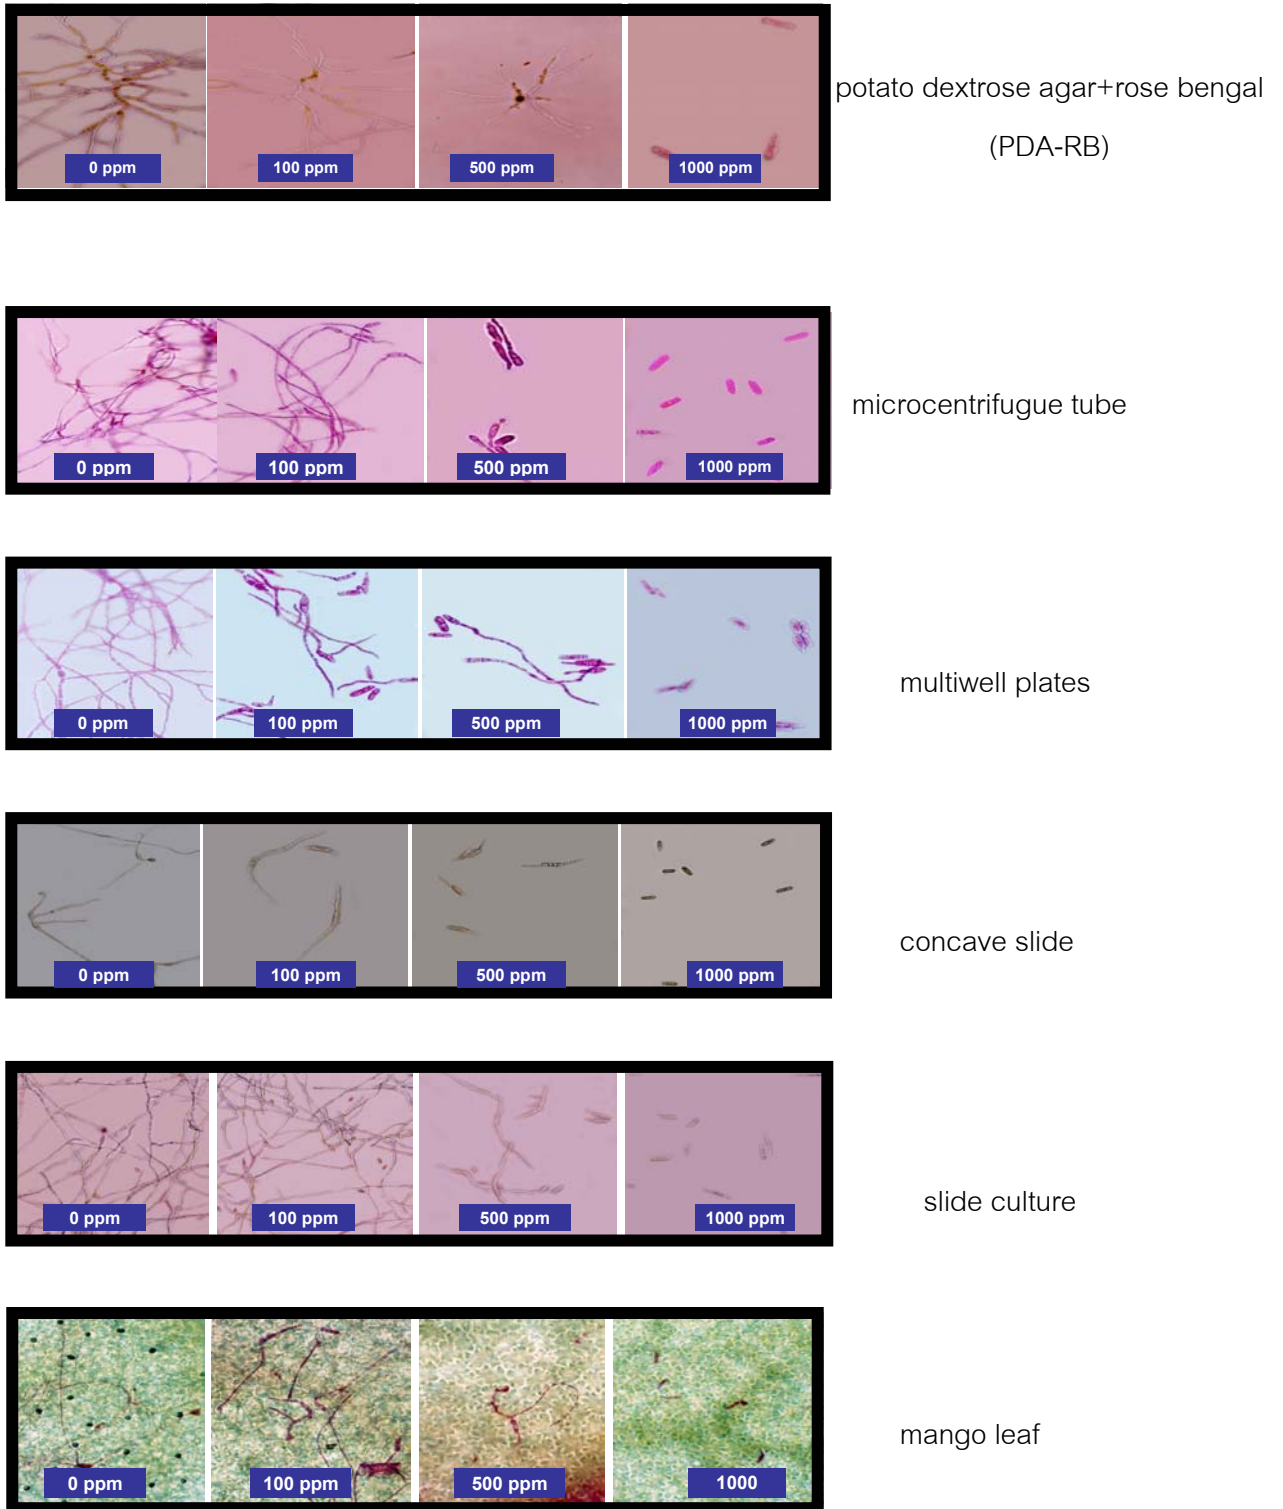 0 ppm
100 ppm
500 ppm
1000 ppm
potato dextrose agar+rose bengal
(PDA-RB)
0 ppm
100 ppm
500 ppm
1000 ppm
microcentrifugue tube
0 ppm
100 ppm
500 ppm
1000 ppm
multiwell plates
0 ppm
100 ppm
500 ppm
1000 ppm
concave slide
0 ppm
100 ppm
500 ppm
1000 ppm
slide culture
0 ppm
100 ppm
500 ppm
1000
mango leaf